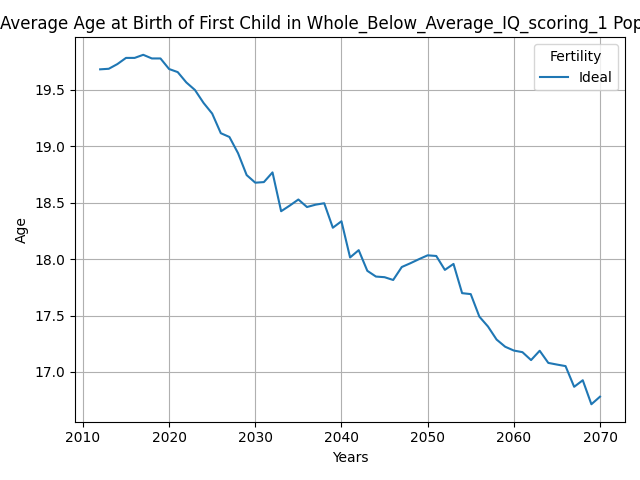 Average Age at Birth of First Child in Whole_Below_Average_IQ_scoring_1 Pop
Fertility
Ideal
Age
19.5
19.0
18.5
18.0
17.5
17.0
2010 2020 2030 2040 2050 2060 2070
Years